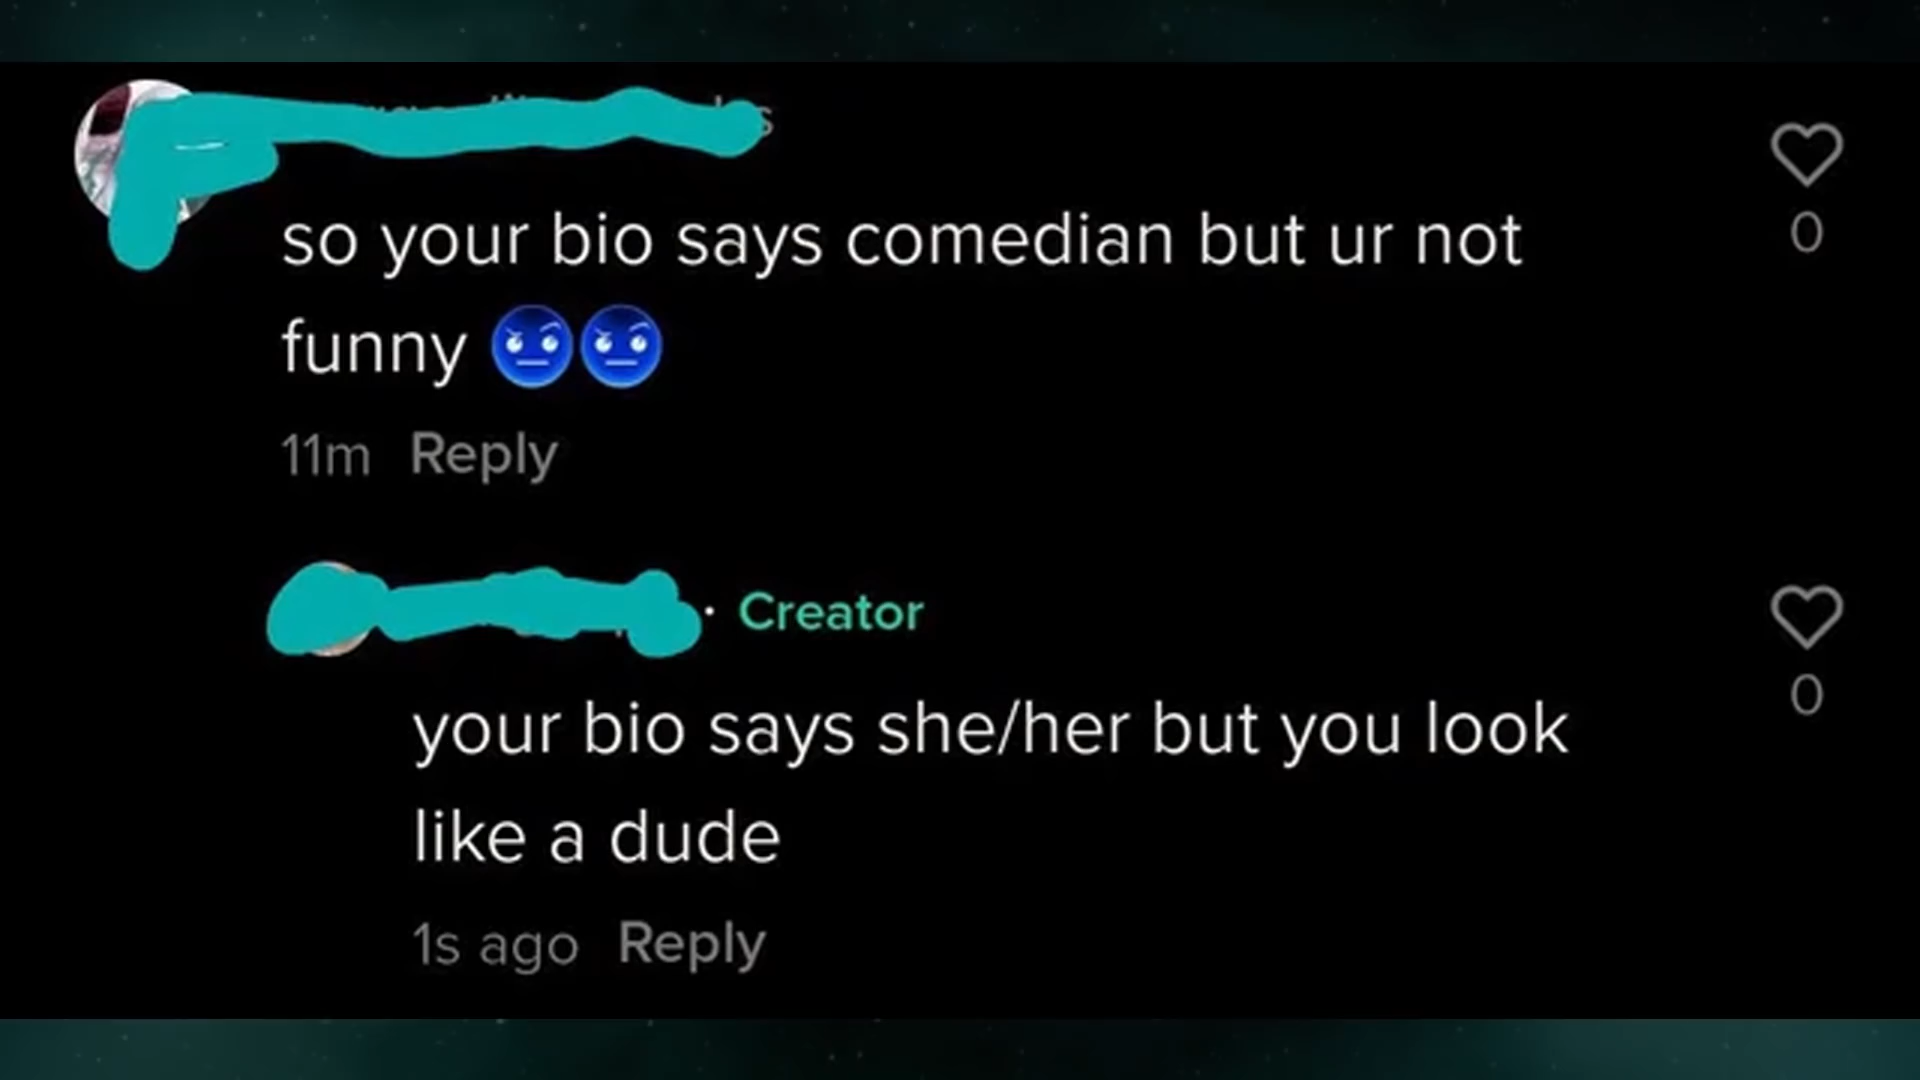 so your bio says comedian but ur not
0
funny
11m Reply
· Creator
your bio says she/her but you look
0
like a dude
1s ago Reply